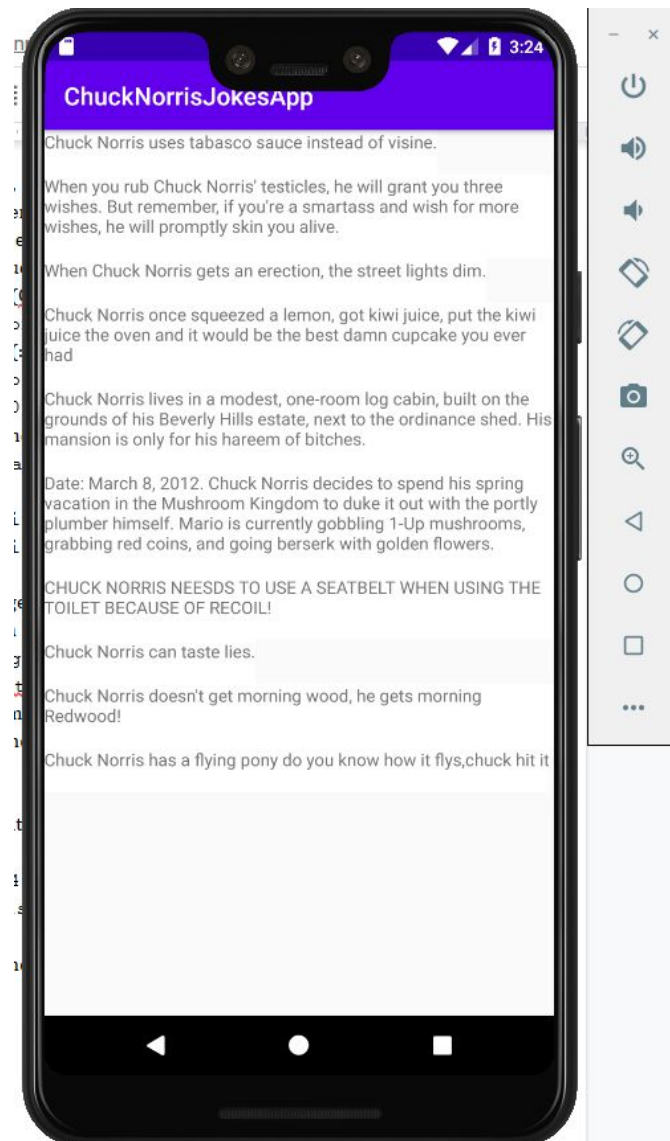 3:24
ChuckNorrisJokesApp
Chuck Norris uses tabasco sauce instead of visine.
When you rub Chuck Norris' testicles, he will grant you three
wishes. But remember, if you're a smartass and wish for more
wishes, he will promptly skin you alive.
When Chuck Norris gets an erection, the street lights dim.
Chuck Norris once squeezed a lemon, got kiwi juice, put the kiwi
juice the oven and it would be the best damn cupcake you ever
had
Chuck Norris lives in a modest, one-room log cabin, built on the
grounds of his Beverly Hills estate, next to the ordinance shed. His
mansion is only for his hareem of bitches.
Date: March 8, 2012. Chuck Norris decides to spend his spring
vacation in the Mushroom Kingdom to duke it out with the portly
plumber himself. Mario is currently gobbling 1-Up mushrooms,
grabbing red coins, and going berserk with golden flowers.
CHUCK NORRIS NEESDS TO USE A SEATBELT WHEN USING THE
TOILET BECAUSE OF RECOIL!
Chuck Norris can taste lies.
Chuck Norris doesn't get morning wood, he gets morning
Redwood!
Chuck Norris has a flying pony do you know how it flys,chuck hit it